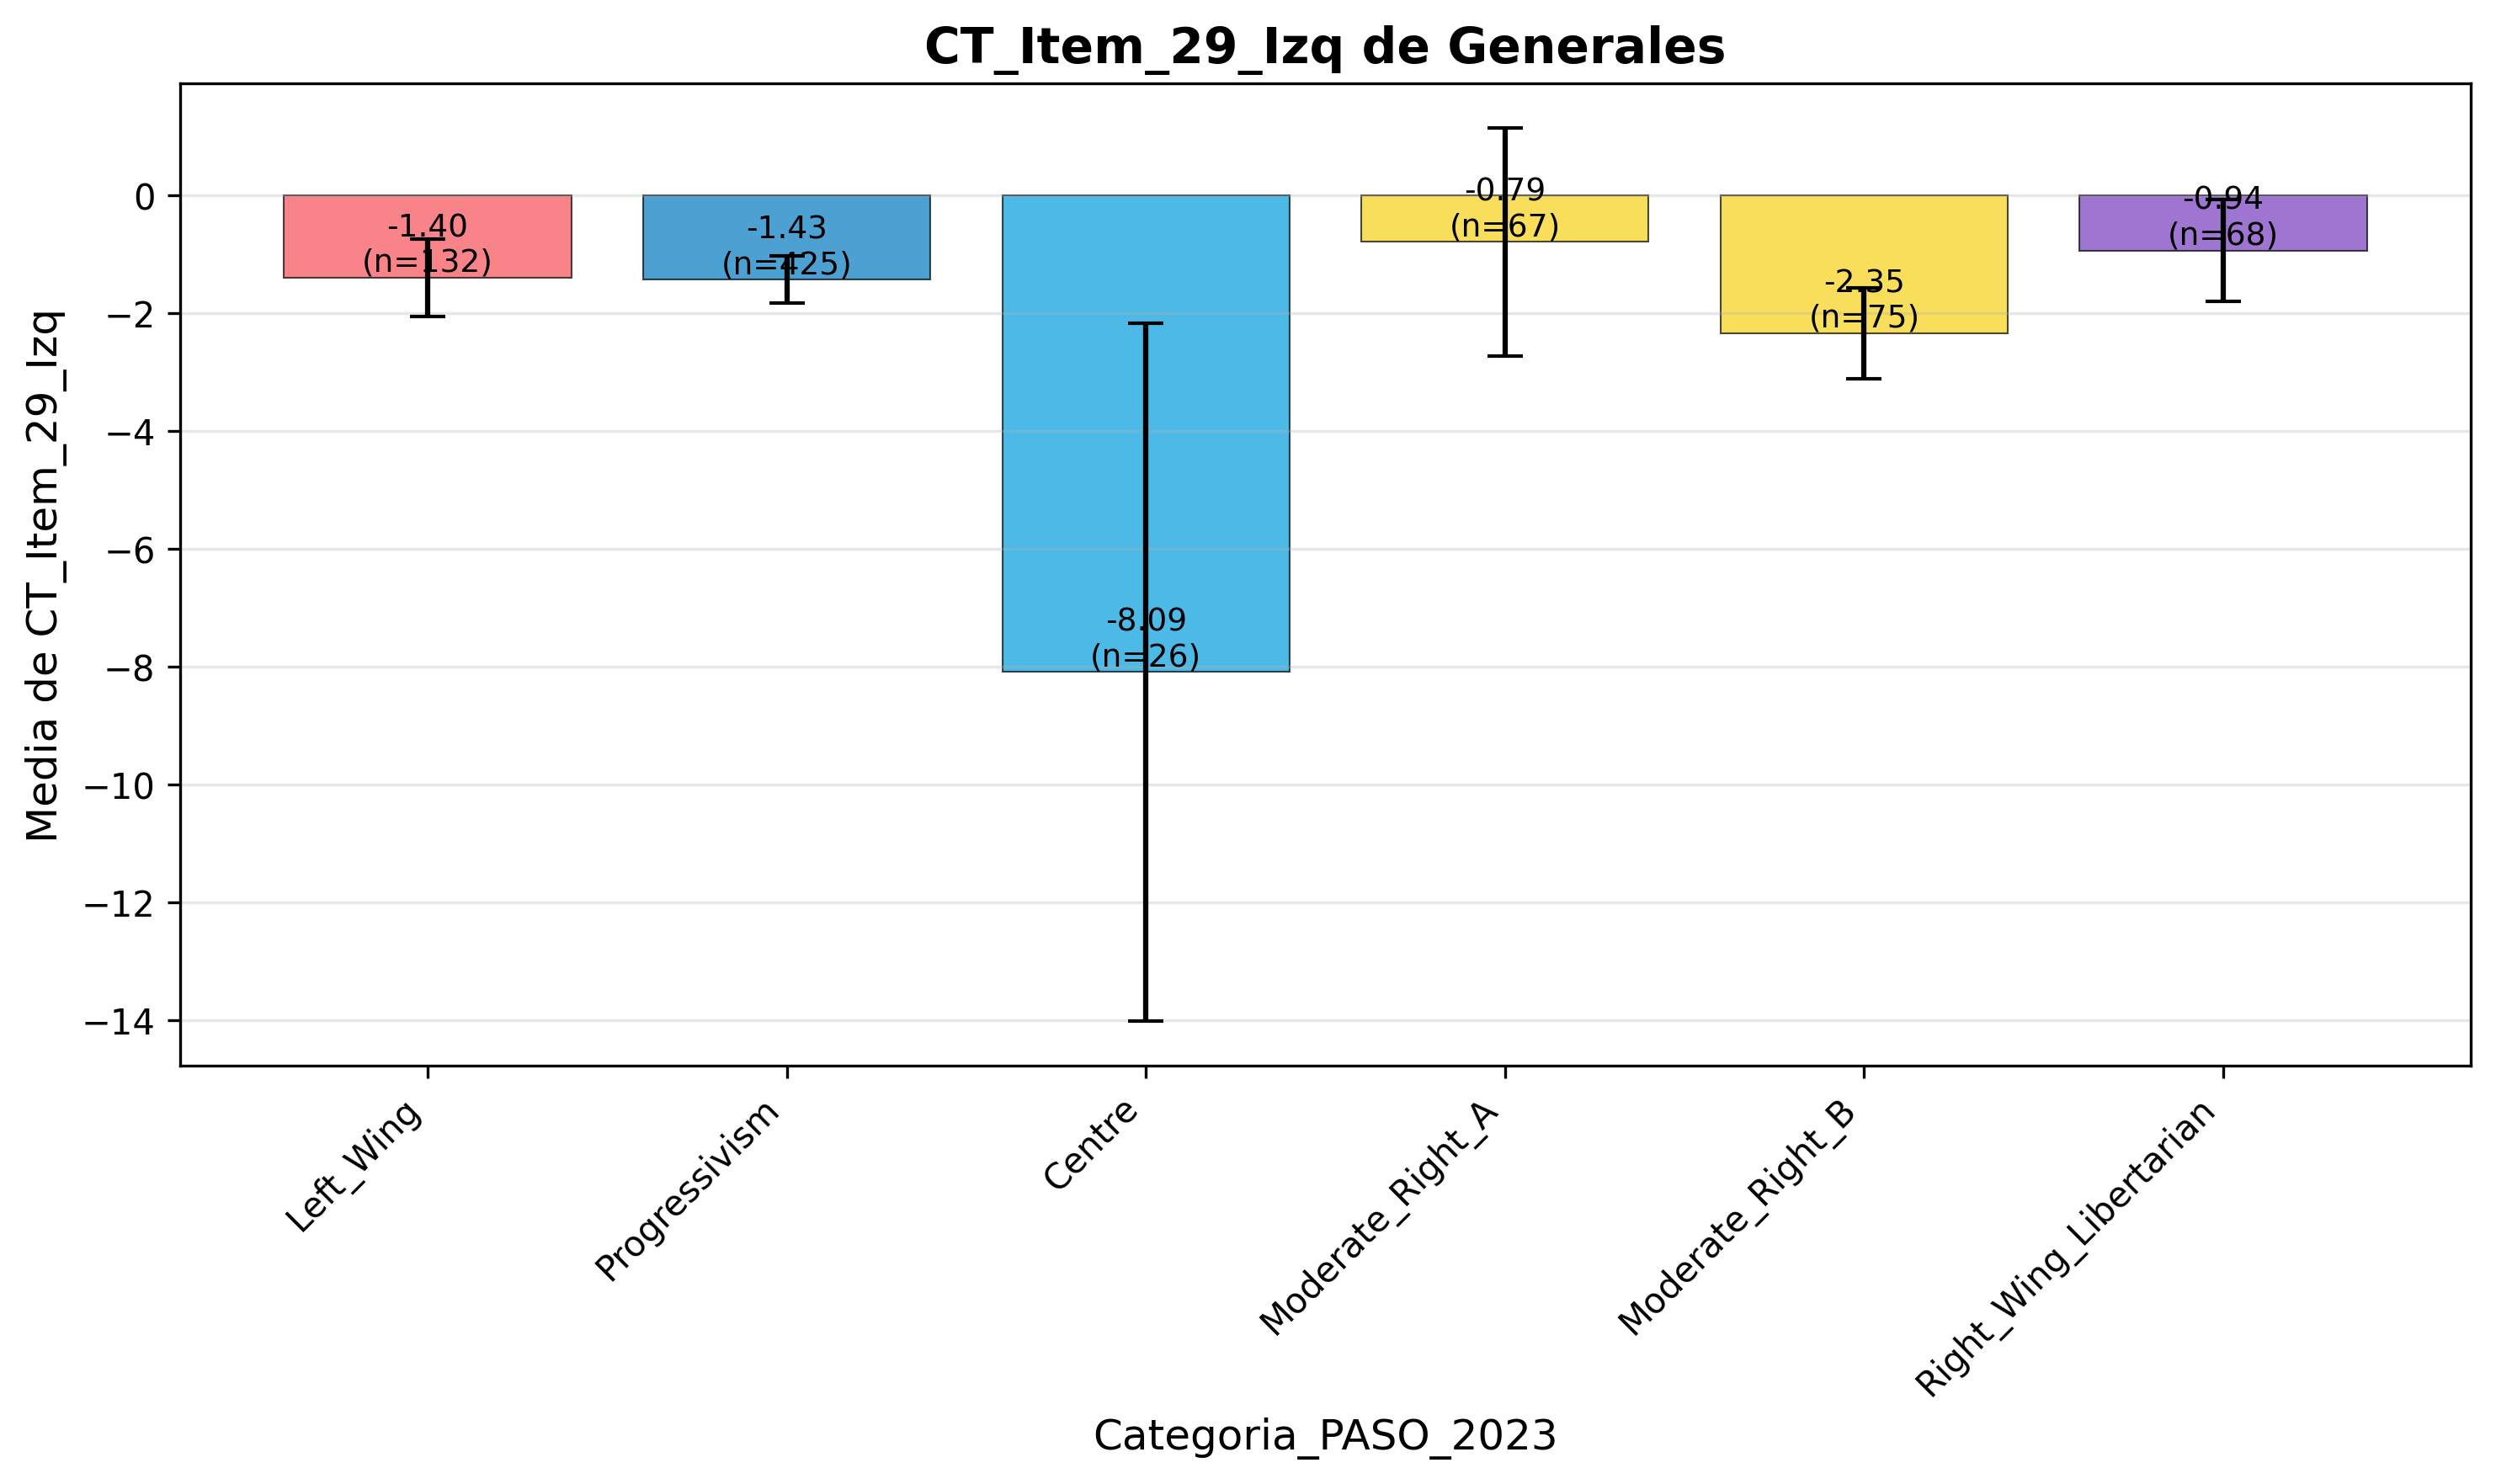 CT_Item_29_Izq de Generales
Media de CT_Item_29_Izq
0
−2
−4
−6
−8
−10
−12
−14
-1.40
(n=132)
-1.43
(n=425)
-8.09
(n=26)
-0.79
(n=67)
-2.35
(n=75)
-0.94
(n=68)
Left_Wing
Progressivism
Centre
Moderate_Right_A
Moderate_Right_B
Right_Wing_Libertarian
Categoria_PASO_2023